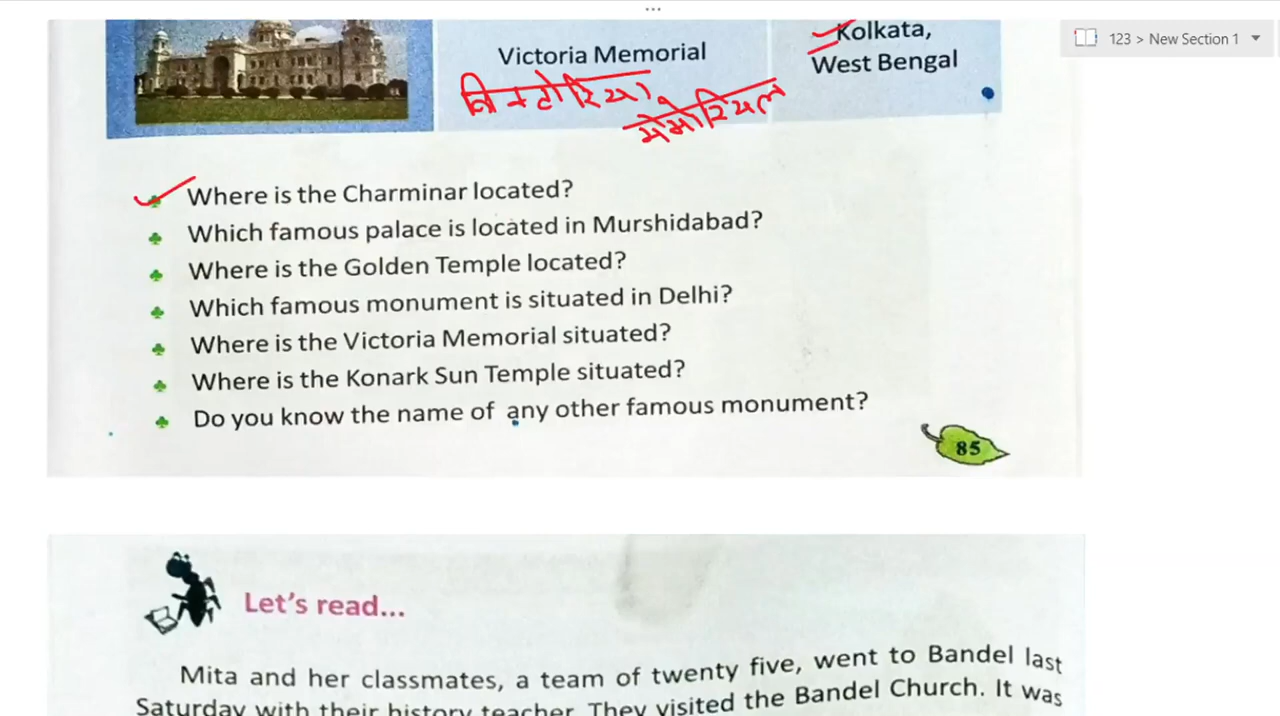 ...
123 > New Section 1
Victoria Memorial
Kolkata,
West Bengal
मेमोरियल
Where is the Charminar located?
Which famous palace is located in Murshidabad?
Where is the Golden Temple located?
Which famous monument is situated in Delhi?
Where is the Victoria Memorial situated?
Where is the Konark Sun Temple situated?
Do you know the name of any other famous monument?
85
Let's read...
Mita and her classmates, a team of twenty five, went to Bandel last
Saturday with their history teacher. They visited the Bandel Church. It was